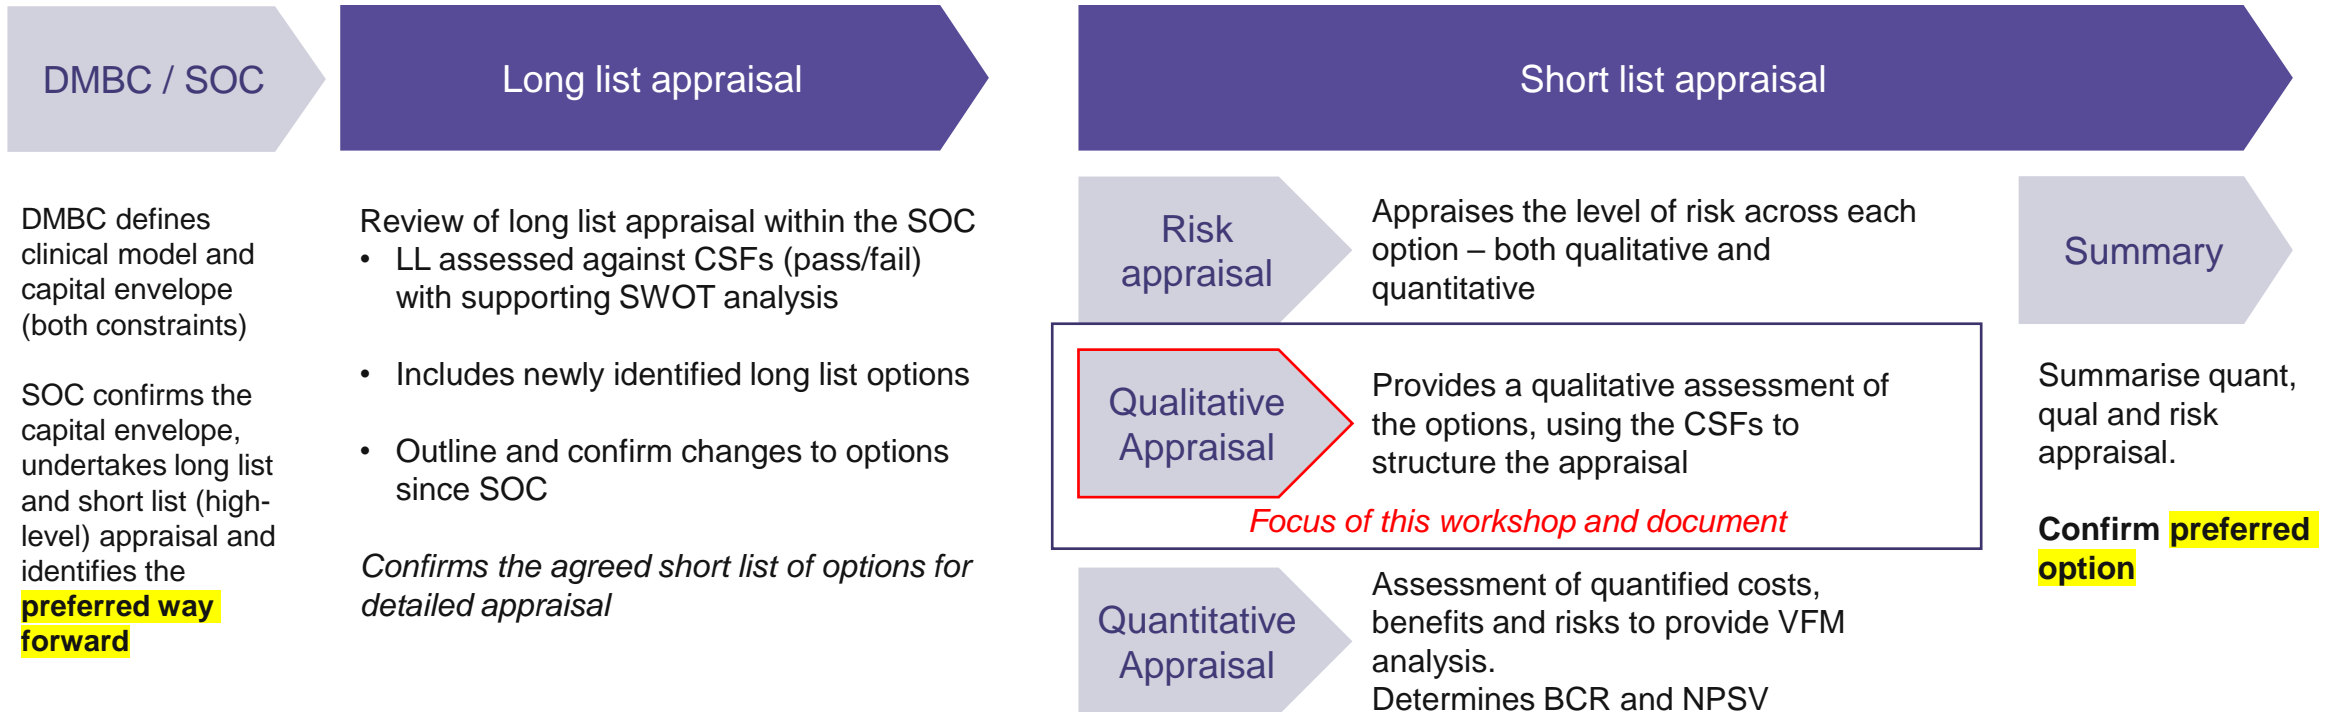 DMBC / SOC
Long list appraisal
Short list appraisal
DMBC defines
clinical model and
capital envelope
(both constraints)
SOC confirms the
capital envelope,
undertakes long list
and short list (high-
level) appraisal and
identifies the
preferred way
forward
Review of long list appraisal within the SOC
• LL assessed against CSFs (pass/fail)
with supporting SWOT analysis
• Includes newly identified long list options
• Outline and confirm changes to options
since SOC
Confirms the agreed short list of options for
detailed appraisal
Risk
appraisal
Appraises the level of risk across each
option – both qualitative and
quantitative
Qualitative
Appraisal
Provides a qualitative assessment of
the options, using the CSFs to
structure the appraisal
Focus of this workshop and document
Quantitative
Appraisal
Assessment of quantified costs,
benefits and risks to provide VFM
analysis.
Determines BCR and NPSV
Summary
Summarise quant,
qual and risk
appraisal.
Confirm preferred
option